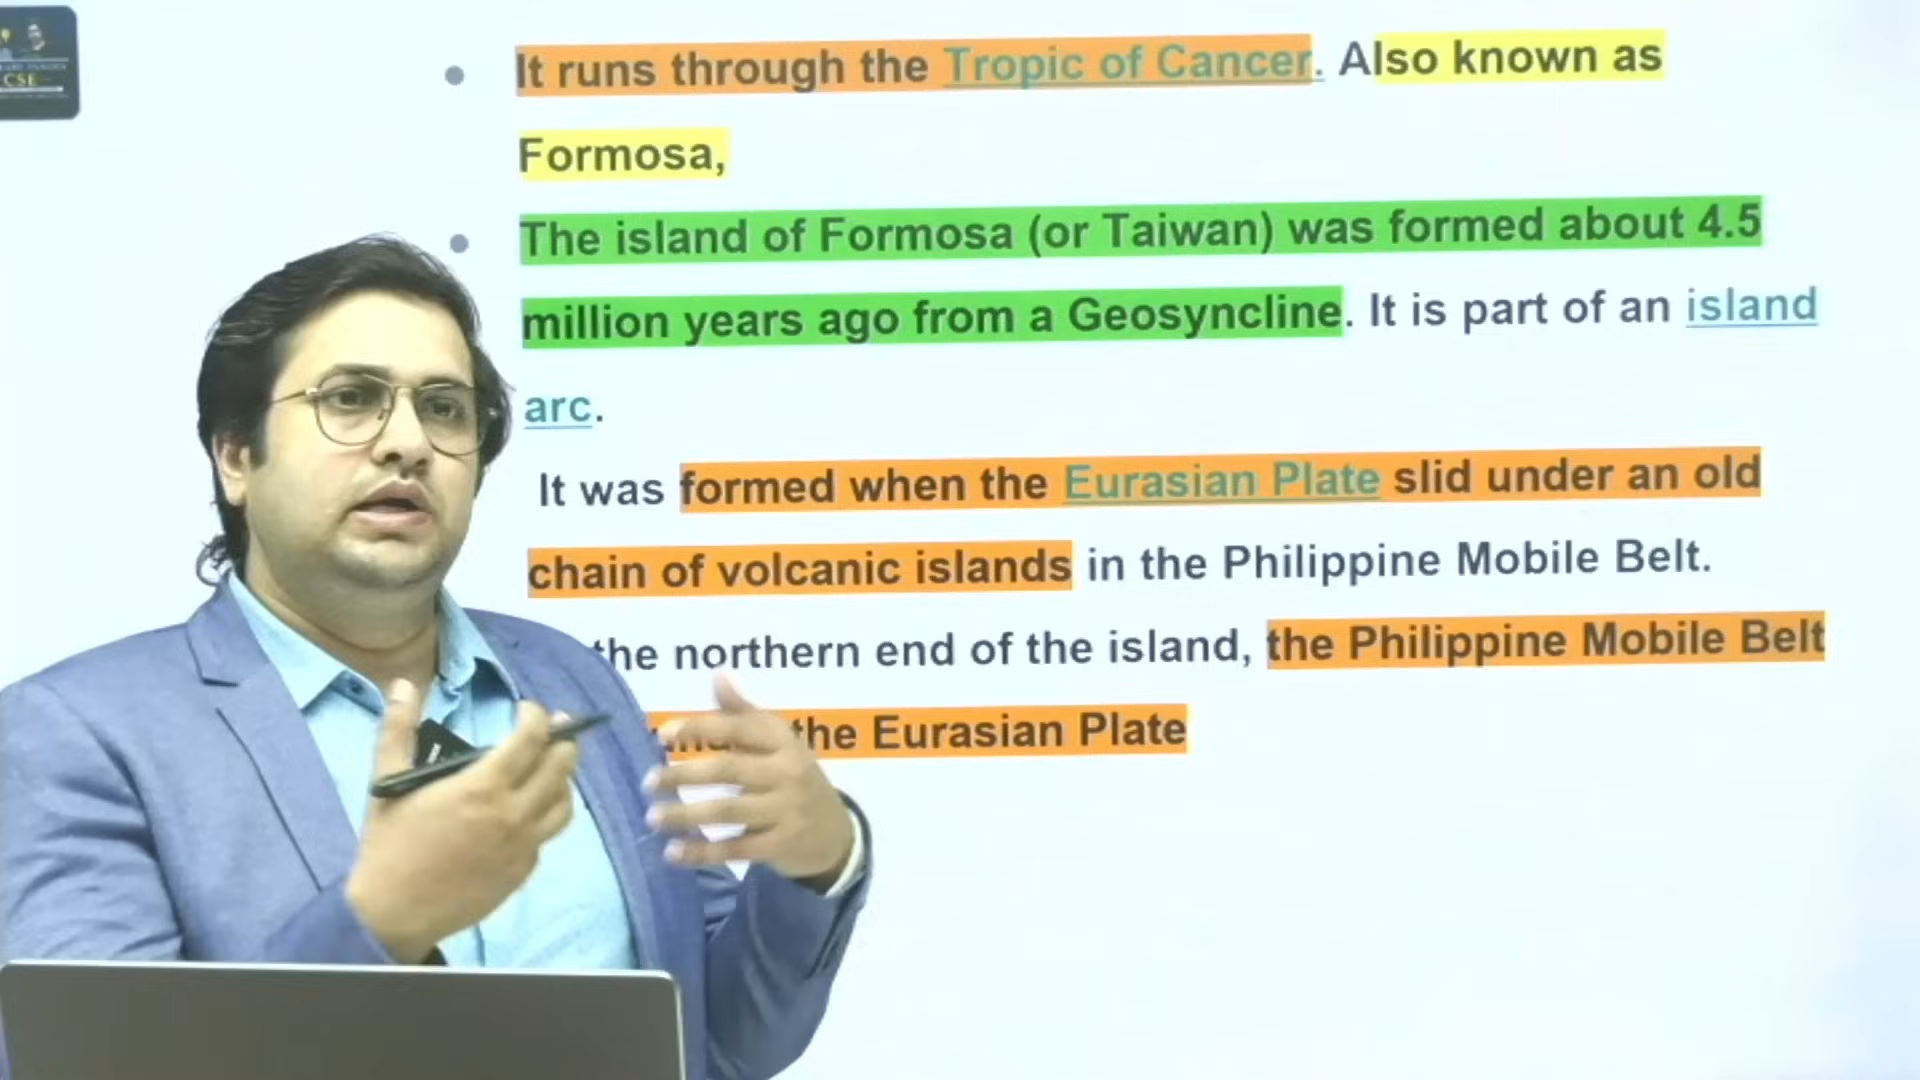 CSE
It runs through the Tropic of Cancer. Also known as
Formosa,
The island of Formosa (or Taiwan) was formed about 4.5
million years ago from a Geosyncline. It is part of an island
arc.
It was formed when the Eurasian Plate slid under an old
chain of volcanic islands in the Philippine Mobile Belt.
the northern end of the island, the Philippine Mobile Belt
the Eurasian Plate